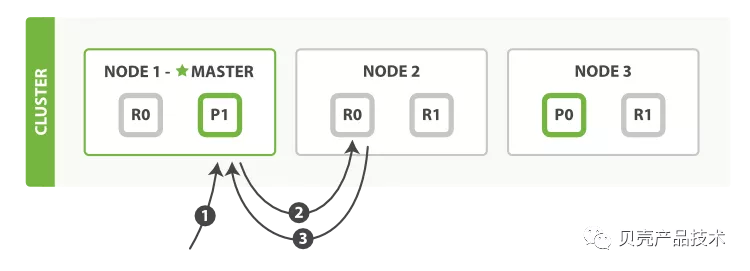 CLUSTER
NODE 1 - ★ MASTER
R0
P1
NODE 2
R0
R1
NODE 3
P0
R1
1
2
3
贝壳产品技术